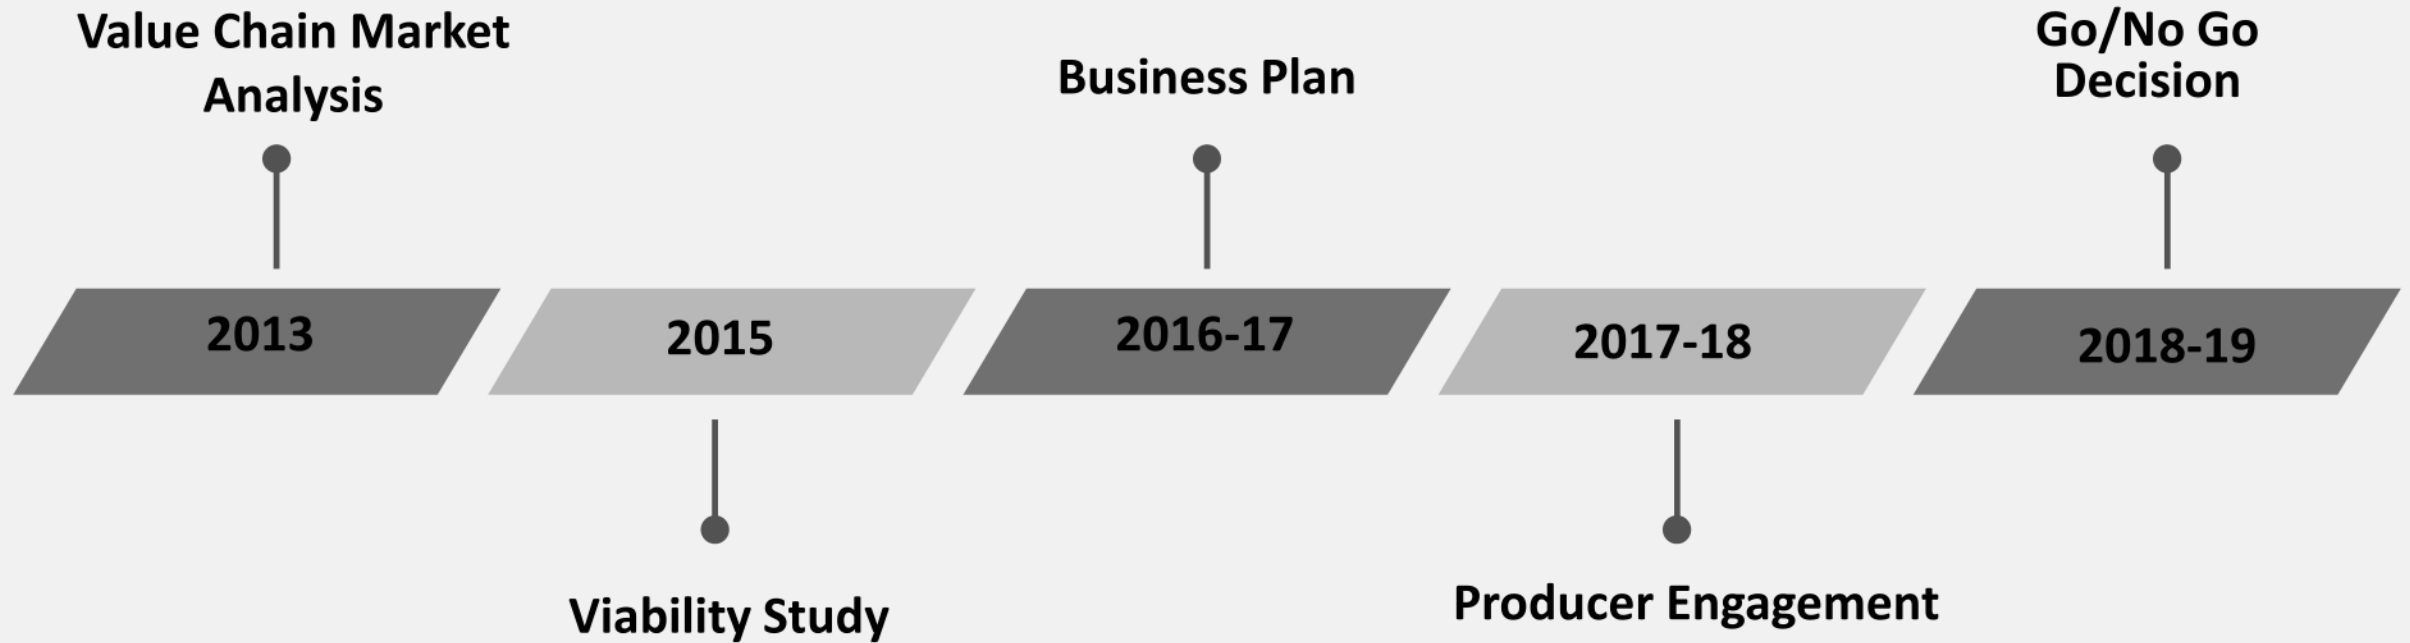 Value Chain Market
Analysis
Business Plan
Go/No Go
Decision
2013
2015
2016-17
2017-18
2018-19
Viability Study
Producer Engagement